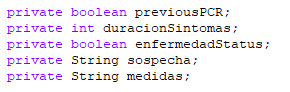 private boolean previousPCR;
private int duracionSintomas;
private boolean enfermedadStatus;
private String sospecha;
private String medidas;